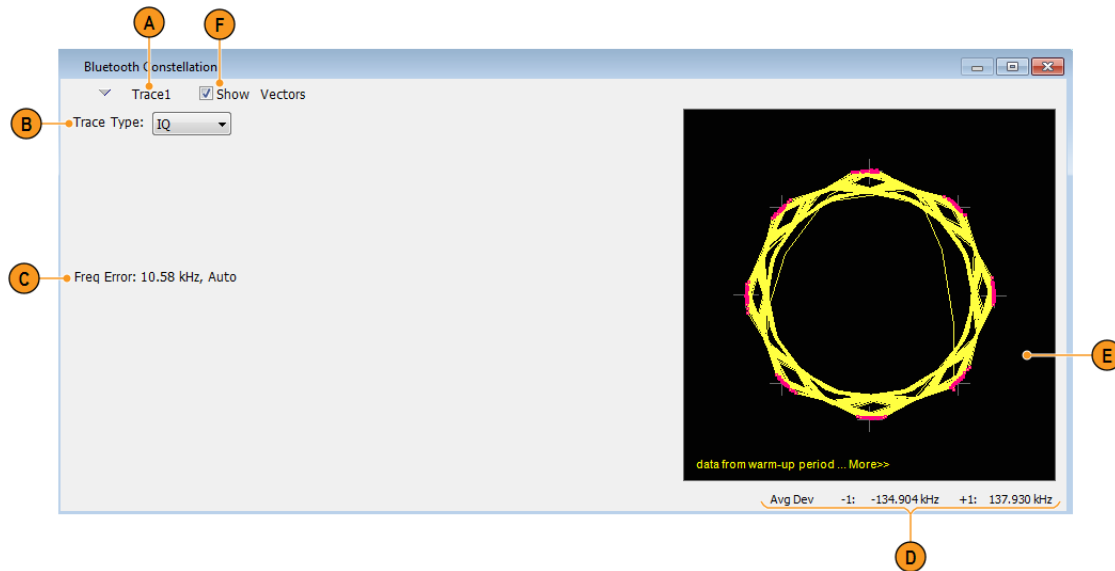 A
F
Bluetooth Constellation
Trace1 Show Vectors
B
Trace Type: IQ
C
Freq Error: 10.58 kHz, Auto
E
data from warm-up period ... More>>
Avg Dev -1: -134.904 kHz +1: 137.930 kHz
D